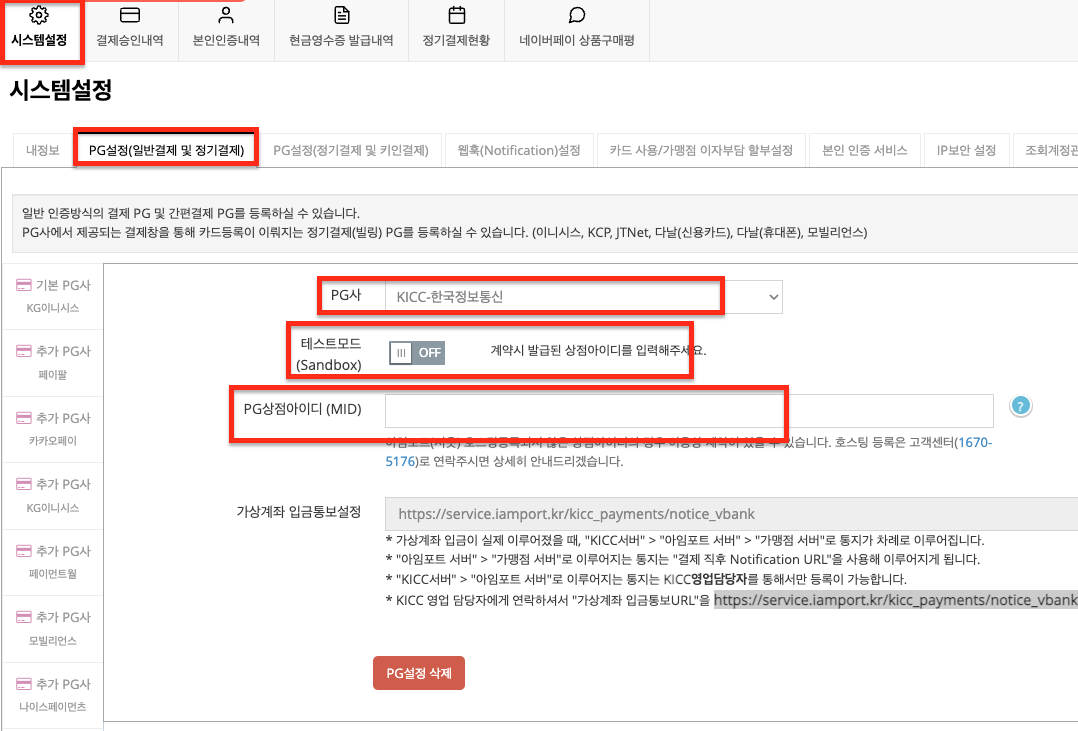 시스템설정
결제승인내역
본인인증내역
현금영수증 발급내역
정기결제현황
네이버페이 상품구매평
시스템설정
내정보
PG설정(일반결제 및 정기결제)
PG설정(정기결제 및 키인결제)
웹훅(Notification)설정
카드 사용/가맹점 이자부담 할부설정
본인 인증 서비스
IP보안 설정
조회계정관
일반 인증방식의 결제 PG 및 간편결제 PG를 등록하실 수 있습니다.
PG사에서 제공되는 결제창을 통해 카드등록이 이뤄지는 정기결제(빌링) PG를 등록하실 수 있습니다. (이니시스, KCP, JTNet, 다날(신용카드), 다날(휴대폰), 모빌리언스)
기본 PG사
KG이니시스
추가 PG사
페이팔
추가 PG사
카카오페이
추가 PG사
KG이니시스
추가 PG사
페이먼트월
추가 PG사
모빌리언스
추가 PG사
나이스페이먼츠
PG사
KICC-한국정보통신
테스트모드
(Sandbox)
OFF
계약시 발급된 상점아이디를 입력해주세요.
PG상점아이디 (MID)
?
수 있습니다. 호스팅 등록은 고객센터(1670-
5176)로 연락주시면 상세히 안내드리겠습니다.
가상계좌 입금통보설정
https://service.iamport.kr/kicc_payments/notice_vbank
* 가상계좌 입금이 실제 이루어졌을 때, "KICC서버" > "아임포트 서버" > "가맹점 서버"로 통지가 차례로 이루어집니다.
* "아임포트 서버" > "가맹점 서버"로 이루어지는 통지는 "결제 직후 Notification URL"을 사용해 이루어지게 됩니다.
* "KICC서버" > "아임포트 서버"로 이루어지는 통지는 KICC영업담당자를 통해서만 등록이 가능합니다.
* KICC 영업 담당자에게 연락하셔서 "가상계좌 입금통보URL"을 https://service.iamport.kr/kicc_payments/notice_vbank
PG설정 삭제